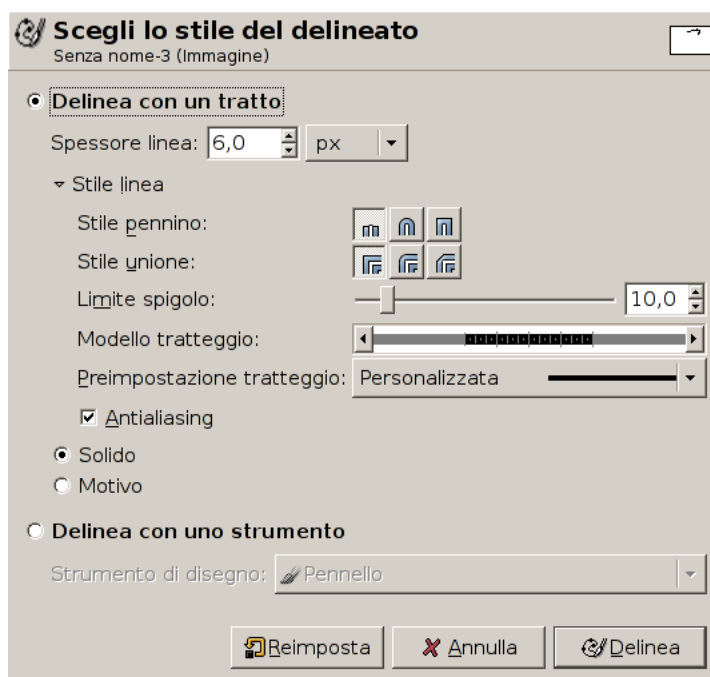 Scegli lo stile del delineato
Senza nome-3 (Immagine)
Delinea con un tratto
Spessore linea: 6,0 px
Stile linea
Stile pennino:
Stile unione:
Limite spigolo: 10,0
Modello tratteggio:
Preimpostazione tratteggio: Personalizzata
Antialiasing
Solido
Motivo
Delinea con uno strumento
Strumento di disegno: Pennello
Reimposta Annulla Delinea